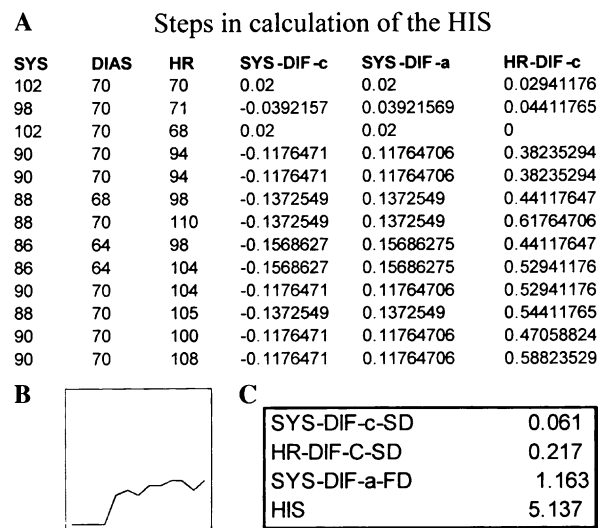 A Steps in calculation of the HIS
SYS DIAS HR SYS-DIF-c SYS-DIF-a HR-DIF-c
102 70 70 0.02 0.02 0.02941176
98 70 71 -0.0392157 0.03921569 0.04411765
102 70 68 0.02 0.02 0
90 70 94 -0.1176471 0.11764706 0.38235294
90 70 94 -0.1176471 0.11764706 0.38235294
88 68 98 -0.1372549 0.1372549 0.44117647
88 70 110 -0.1372549 0.1372549 0.61764706
86 64 98 -0.1568627 0.15686275 0.44117647
86 64 104 -0.1568627 0.15686275 0.52941176
90 70 104 -0.1176471 0.11764706 0.52941176
88 70 105 -0.1372549 0.1372549 0.54411765
90 70 100 -0.1176471 0.11764706 0.47058824
90 70 108 -0.1176471 0.11764706 0.58823529
B C
SYS-DIF-c-SD 0.061
HR-DIF-C-SD 0.217
SYS-DIF-a-FD 1.163
HIS 5.137